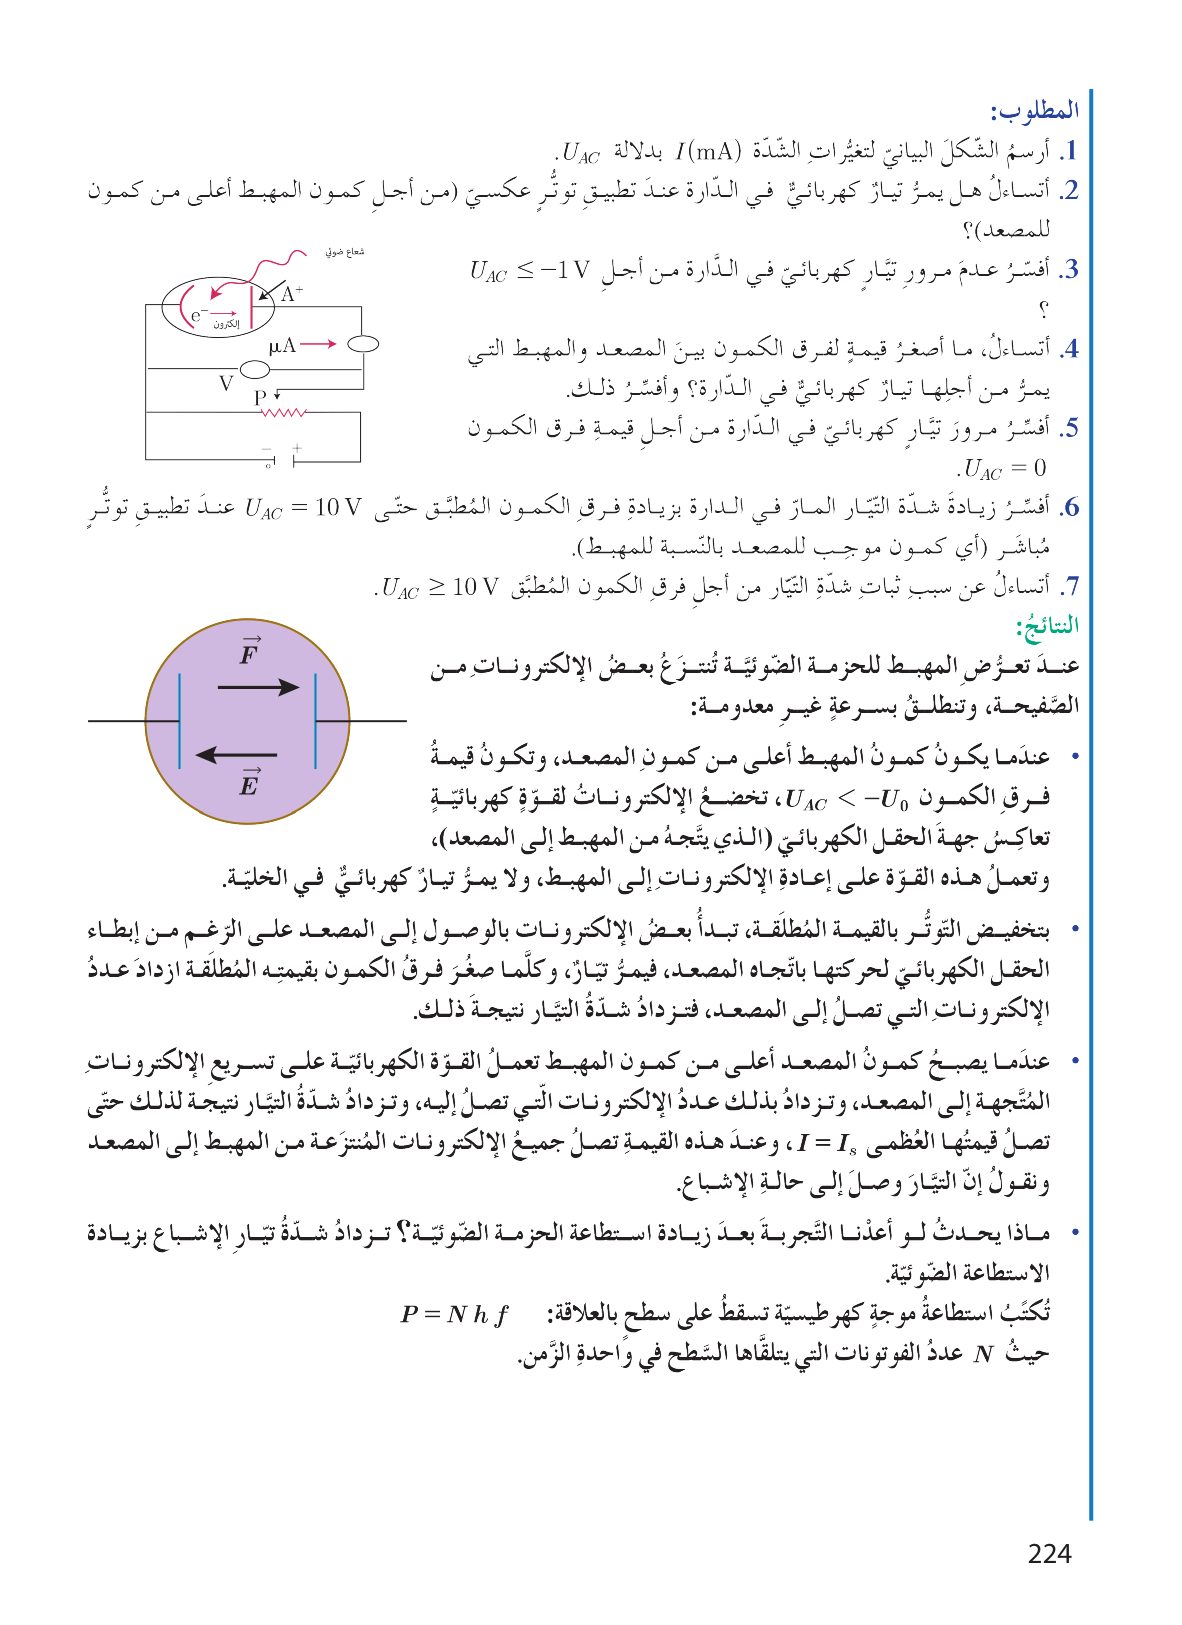 المطلوب:
1. أرسمُ الشّكلَ البيانيّ لتغيُّراتِ الشّدّة I(mA) بدلالة U_AC.
2. أتساءلُ هل يمرُّ تيارٌ كهربائيٌّ في الدّارة عندَ تطبيقِ توتُّرٍ عكسيّ (من أجلِ كمون المهبط أعلى من كمون
للمصعد)؟
3. أفسّرُ عدمَ مرورِ تيَّارٍ كهربائيّ في الدَّارة من أجلِ U_AC ≤ −1 V
؟
4. أتساءلُ، ما أصغرُ قيمةٍ لفرق الكمون بينَ المصعد والمهبط التي
يمرُّ من أجلِها تيارٌ كهربائيٌّ في الدّارة؟ وأفسِّرُ ذلك.
5. أفسِّرُ مرورَ تيَّارٍ كهربائيّ في الدارة من أجلِ قيمةِ فرق الكمون
U_AC = 0.
شعاع ضوئي
A⁺
e⁻
إلكترون
µA
V
P
− +
o
6. أفسِّرُ زيادةَ شدّة التّيّار المارّ في الدارة بزيادةِ فرقِ الكمون المُطبَّق حتّى U_AC = 10 V عندَ تطبيقِ توتُّرٍ
مُباشَر (أي كمون موجِب للمصعد بالنّسبة للمهبط).
7. أتساءلُ عن سببِ ثباتِ شدّةِ التّيّار من أجلِ فرقِ الكمون المُطبَّق U_AC ≥ 10 V.
النتائجُ:
عندَ تعرُّضِ المهبط للحزمة الضّوئيَّة تُنتزَعُ بعضُ الإلكترونات‌ِ من
الصَّفيحة، وتنطلقُ بسرعةٍ غيرِ معدومة:
F⃗
E⃗
• عندَما يكونُ كمونُ المهبط أعلى من كمونِ المصعد، وتكونُ قيمةُ
فرقِ الكمون U_AC < −U₀، تخضعُ الإلكتروناتُ لقوّةٍ كهربائيّةٍ
تعاكِسُ جهةَ الحقل الكهربائيّ (الذي يتَّجهُ من المهبط إلى المصعد)،
وتعملُ هذه القوّة على إعادةِ الإلكتروناتِ إلى المهبط، ولا يمرُّ تيارٌ كهربائيٌّ في الخليّة.
• بتخفيض التّوتُّر بالقيمة المُطلَقة، تبدأُ بعضُ الإلكترونات بالوصول إلى المصعد على الرّغم من إبطاء
الحقل الكهربائيّ لحركتها باتّجاه المصعد، فيمرُّ تيّارٌ، وكلَّما صغُرَ فرقُ الكمون بقيمتِه المُطلَقة ازدادَ عددُ
الإلكتروناتِ التي تصلُ إلى المصعد، فتزدادُ شدّةُ التيَّار نتيجةَ ذلك.
• عندَما يصبحُ كمونُ المصعد أعلى من كمون المهبط تعملُ القوّة الكهربائيّة على تسريعِ الإلكتروناتِ
المُتَّجهة إلى المصعد، وتزدادُ بذلك عددُ الإلكترونات الّتي تصلُ إليه، وتزدادُ شدّةُ التيَّار نتيجة لذلك حتّى
تصلُ قيمتُها العُظمى I = Iₛ، وعندَ هذه القيمةِ تصلُ جميعُ الإلكترونات المُنتزَعة من المهبط إلى المصعد
ونقولُ إنّ التيَّارَ وصلَ إلى حالةِ الإشباع.
• ماذا يحدثُ لو أعدْنا التَّجربةَ بعدَ زيادة استطاعة الحزمة الضّوئيّة؟ تزدادُ شدّةُ تيّارِ الإشباع بزيادة
الاستطاعة الضّوئيّة.
تُكتَبُ استطاعةُ موجةٍ كهرطيسيّة تسقطُ على سطحٍ بالعلاقة: P = N h f
حيثُ N عددُ الفوتونات التي يتلقَّاها السَّطح في وَاحدةِ الزَّمن.
224